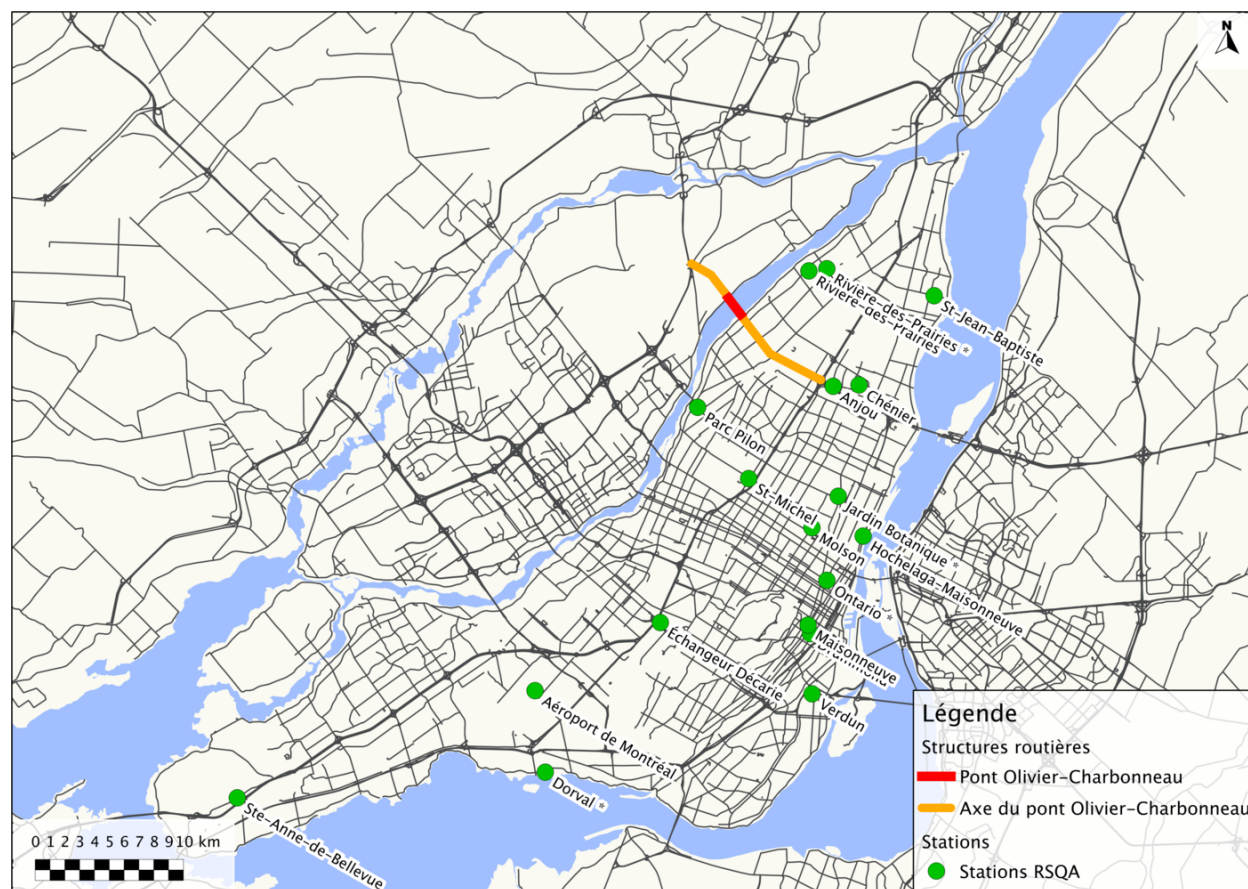 N
Rivière-des-Prairies *
Rivière-des-Prairies
St-Jean-Baptiste
Chénier
Anjou
Parc Pilon
St-Michel
Jardin Botanique *
Molson
Hochelaga-Maisonneuve
Ontario *
Maisonneuve
Échangeur Décarie
Verdun
Aéroport de Montréal
Dorval *
Ste-Anne-de-Bellevue
0 1 2 3 4 5 6 7 8 9 10 km
Légende
Structures routières
Pont Olivier-Charbonneau
Axe du pont Olivier-Charbonneau
Stations
Stations RSQA